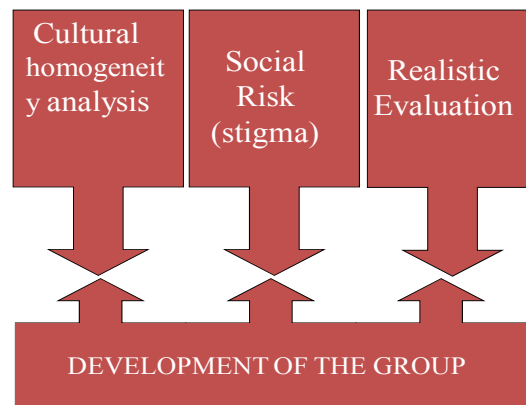 Cultural
homogeneit
y analysis
Social
Risk
(stigma)
Realistic
Evaluation
DEVELOPMENT OF THE GROUP